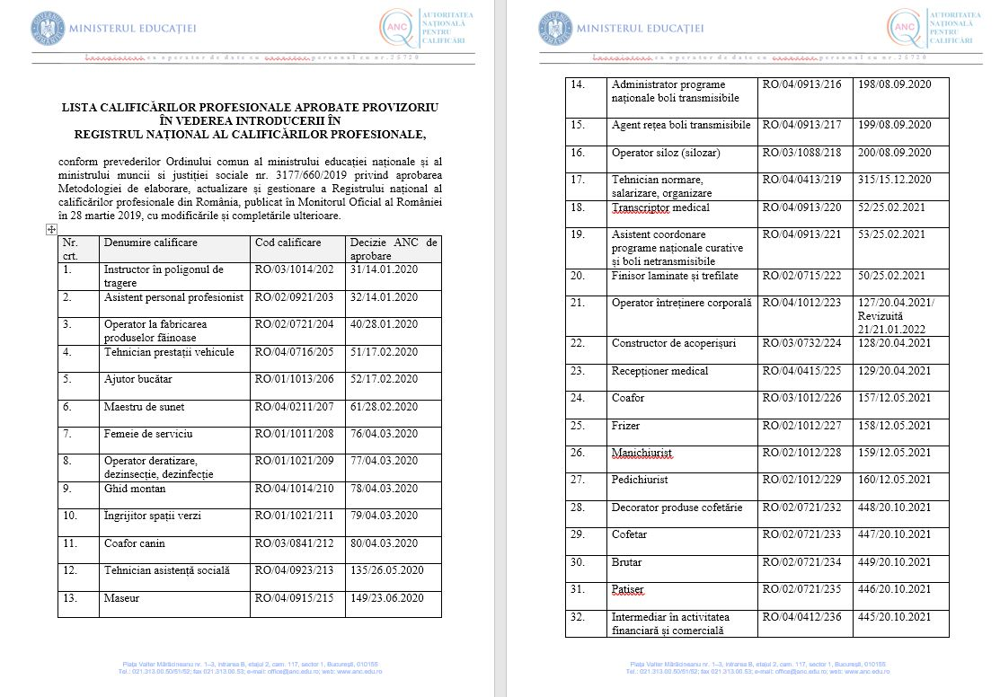 MINISTERUL EDUCAȚIEI
ANC
AUTORITATEA
NAȚIONALĂ
PENTRU
CALIFICĂRI
operator de date cu
personal cu nr.25720
LISTA CALIFICĂRILOR PROFESIONALE APROBATE PROVIZORIU
ÎN VEDEREA INTRODUCERII ÎN
REGISTRUL NAȚIONAL AL CALIFICĂRILOR PROFESIONALE,
conform prevederilor Ordinului comun al ministrului educației naționale și al
ministrului muncii si justiției sociale nr. 3177/660/2019 privind aprobarea
Metodologiei de elaborare, actualizare și gestionare a Registrului național al
calificărilor profesionale din România, publicat în Monitorul Oficial al României
în 28 martie 2019, cu modificările și completările ulterioare.
Nr. crt. Denumire calificare Cod calificare Decizie ANC de aprobare
1. Instructor în poligonul de tragere RO/03/1014/202 31/14.01.2020
2. Asistent personal profesionist RO/02/0921/203 32/14.01.2020
3. Operator la fabricarea produselor făinoase RO/02/0721/204 40/28.01.2020
4. Tehnician prestații vehicule RO/04/0716/205 51/17.02.2020
5. Ajutor bucătar RO/01/1013/206 52/17.02.2020
6. Maestru de sunet RO/04/0211/207 61/28.02.2020
7. Femeie de serviciu RO/01/1011/208 76/04.03.2020
8. Operator deratizare, dezinsecție, dezinfecție RO/01/1021/209 77/04.03.2020
9. Ghid montan RO/04/1014/210 78/04.03.2020
10. Îngrijitor spații verzi RO/01/1021/211 79/04.03.2020
11. Coafor canin RO/03/0841/212 80/04.03.2020
12. Tehnician asistență socială RO/04/0923/213 135/26.05.2020
13. Maseur RO/04/0915/215 149/23.06.2020
Piața Valter Mărăcineanu nr. 1–3, intrarea B, etajul 2, cam. 117, sector 1, București, 010155
Tel.: 021.313.00.50/51/52; fax 021.313.00.53; e-mail: office@anc.edu.ro; web: www.anc.edu.ro
MINISTERUL EDUCAȚIEI
ANC
AUTORITATEA
NAȚIONALĂ
PENTRU
CALIFICĂRI
operator de date cu
personal cu nr.25720
14. Administrator programe naționale boli transmisibile RO/04/0913/216 198/08.09.2020
15. Agent rețea boli transmisibile RO/04/0913/217 199/08.09.2020
16. Operator siloz (silozar) RO/03/1088/218 200/08.09.2020
17. Tehnician normare, salarizare, organizare RO/04/0413/219 315/15.12.2020
18. Transcriptor medical RO/04/0913/220 52/25.02.2021
19. Asistent coordonare programe naționale curative și boli netransmisibile RO/04/0913/221 53/25.02.2021
20. Finisor laminate și trefilate RO/02/0715/222 50/25.02.2021
21. Operator întreținere corporală RO/04/1012/223 127/20.04.2021/ Revizuită 21/21.01.2022
22. Constructor de acoperișuri RO/03/0732/224 128/20.04.2021
23. Recepționer medical RO/04/0415/225 129/20.04.2021
24. Coafor RO/03/1012/226 157/12.05.2021
25. Frizer RO/02/1012/227 158/12.05.2021
26. Manichiurist RO/02/1012/228 159/12.05.2021
27. Pedichiurist RO/02/1012/229 160/12.05.2021
28. Decorator produse cofetărie RO/02/0721/232 448/20.10.2021
29. Cofetar RO/02/0721/233 447/20.10.2021
30. Brutar RO/02/0721/234 449/20.10.2021
31. Patiser RO/02/0721/235 446/20.10.2021
32. Intermediar în activitatea financiară și comercială RO/04/0412/236 445/20.10.2021
Piața Valter Mărăcineanu nr. 1–3, intrarea B, etajul 2, cam. 117, sector 1, București, 010155
Tel.: 021.313.00.50/51/52; fax 021.313.00.53; e-mail: office@anc.edu.ro; web: www.anc.edu.ro